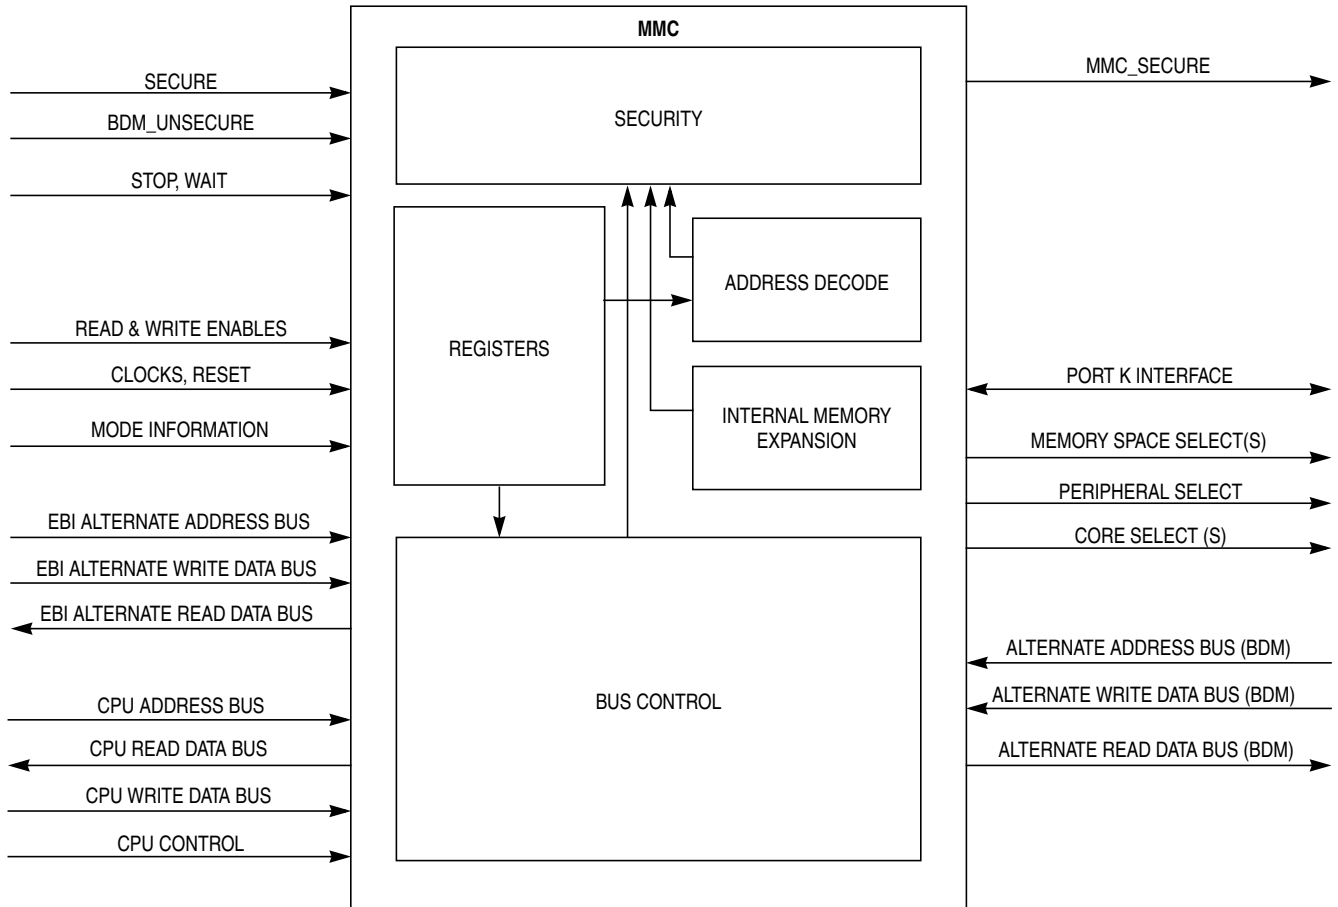 MMC
SECURE
BDM_UNSECURE
STOP, WAIT
READ & WRITE ENABLES
CLOCKS, RESET
MODE INFORMATION
EBI ALTERNATE ADDRESS BUS
EBI ALTERNATE WRITE DATA BUS
EBI ALTERNATE READ DATA BUS
CPU ADDRESS BUS
CPU READ DATA BUS
CPU WRITE DATA BUS
CPU CONTROL
SECURITY
REGISTERS
ADDRESS DECODE
INTERNAL MEMORY
EXPANSION
BUS CONTROL
MMC_SECURE
PORT K INTERFACE
MEMORY SPACE SELECT(S)
PERIPHERAL SELECT
CORE SELECT (S)
ALTERNATE ADDRESS BUS (BDM)
ALTERNATE WRITE DATA BUS (BDM)
ALTERNATE READ DATA BUS (BDM)